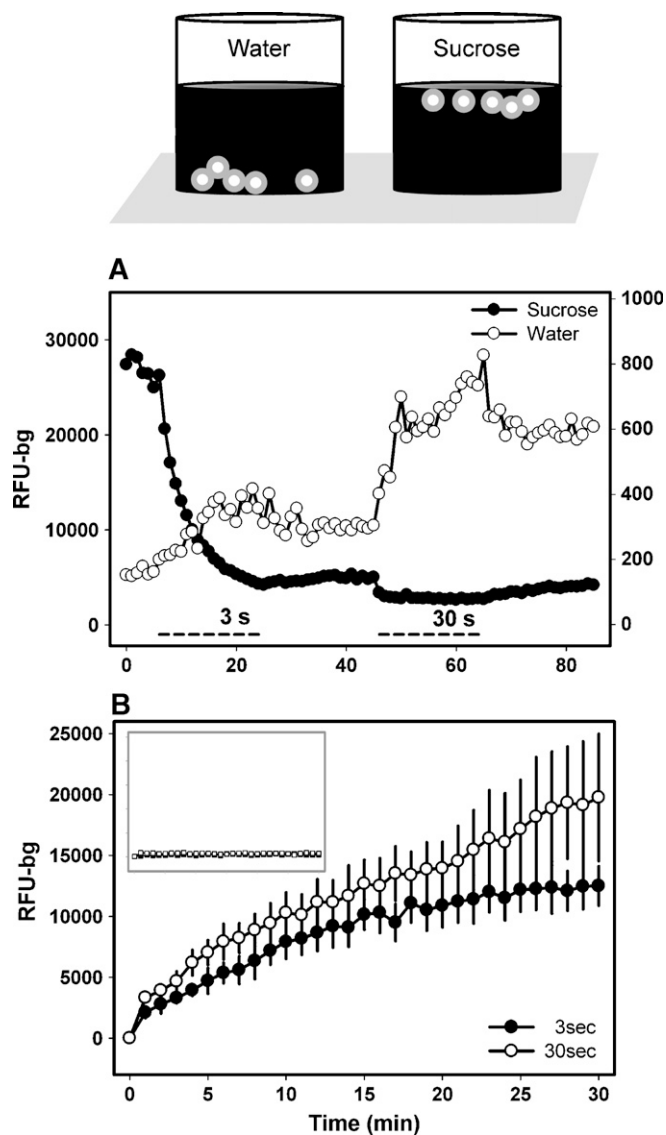 Water Sucrose
A
Sucrose
Water
1000
800
600
400
200
0
30000
20000
10000
0
RFU-bg
3 s 30 s
0 20 40 60 80
B
25000
20000
15000
10000
5000
0
RFU-bg
3sec
30sec
0 5 10 15 20 25 30
Time (min)